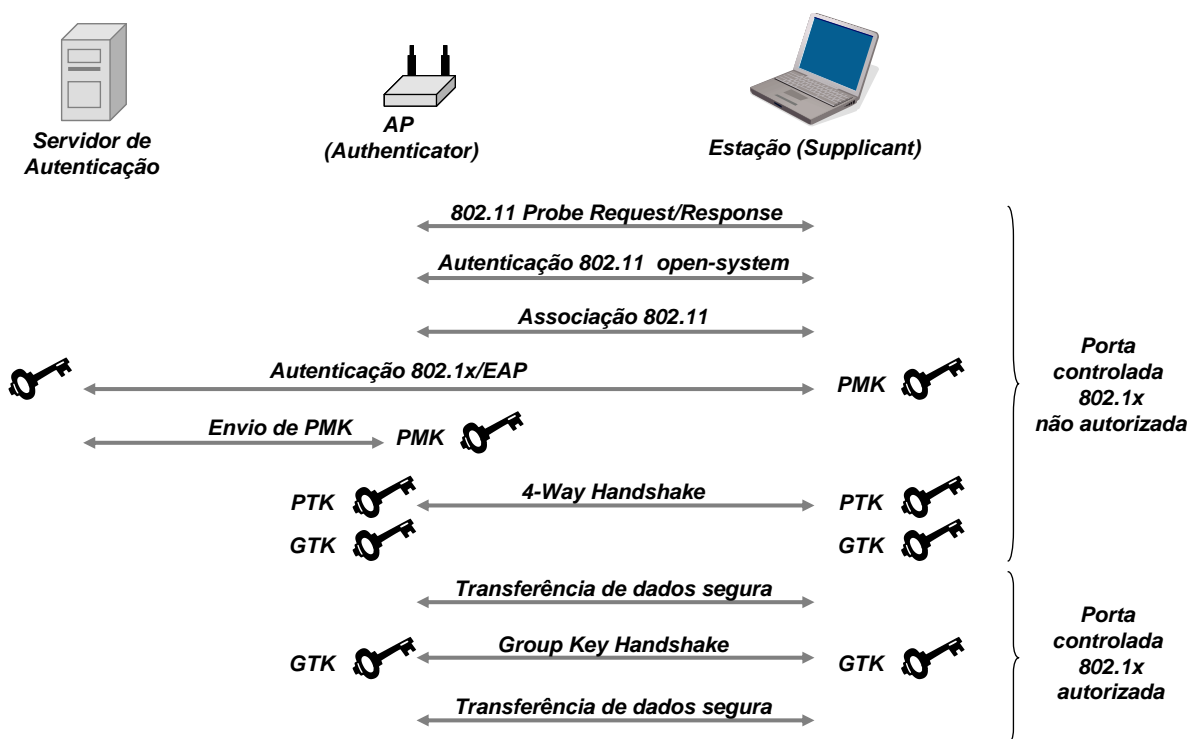 Servidor de
Autenticação
AP
(Authenticator)
Estação (Supplicant)
802.11 Probe Request/Response
Autenticação 802.11 open-system
Associação 802.11
Autenticação 802.1x/EAP
PMK
Envio de PMK
PMK
Porta
controlada
802.1x
não autorizada
PTK
4-Way Handshake
PTK
GTK
GTK
Transferência de dados segura
GTK
Group Key Handshake
GTK
Transferência de dados segura
Porta
controlada
802.1x
autorizada